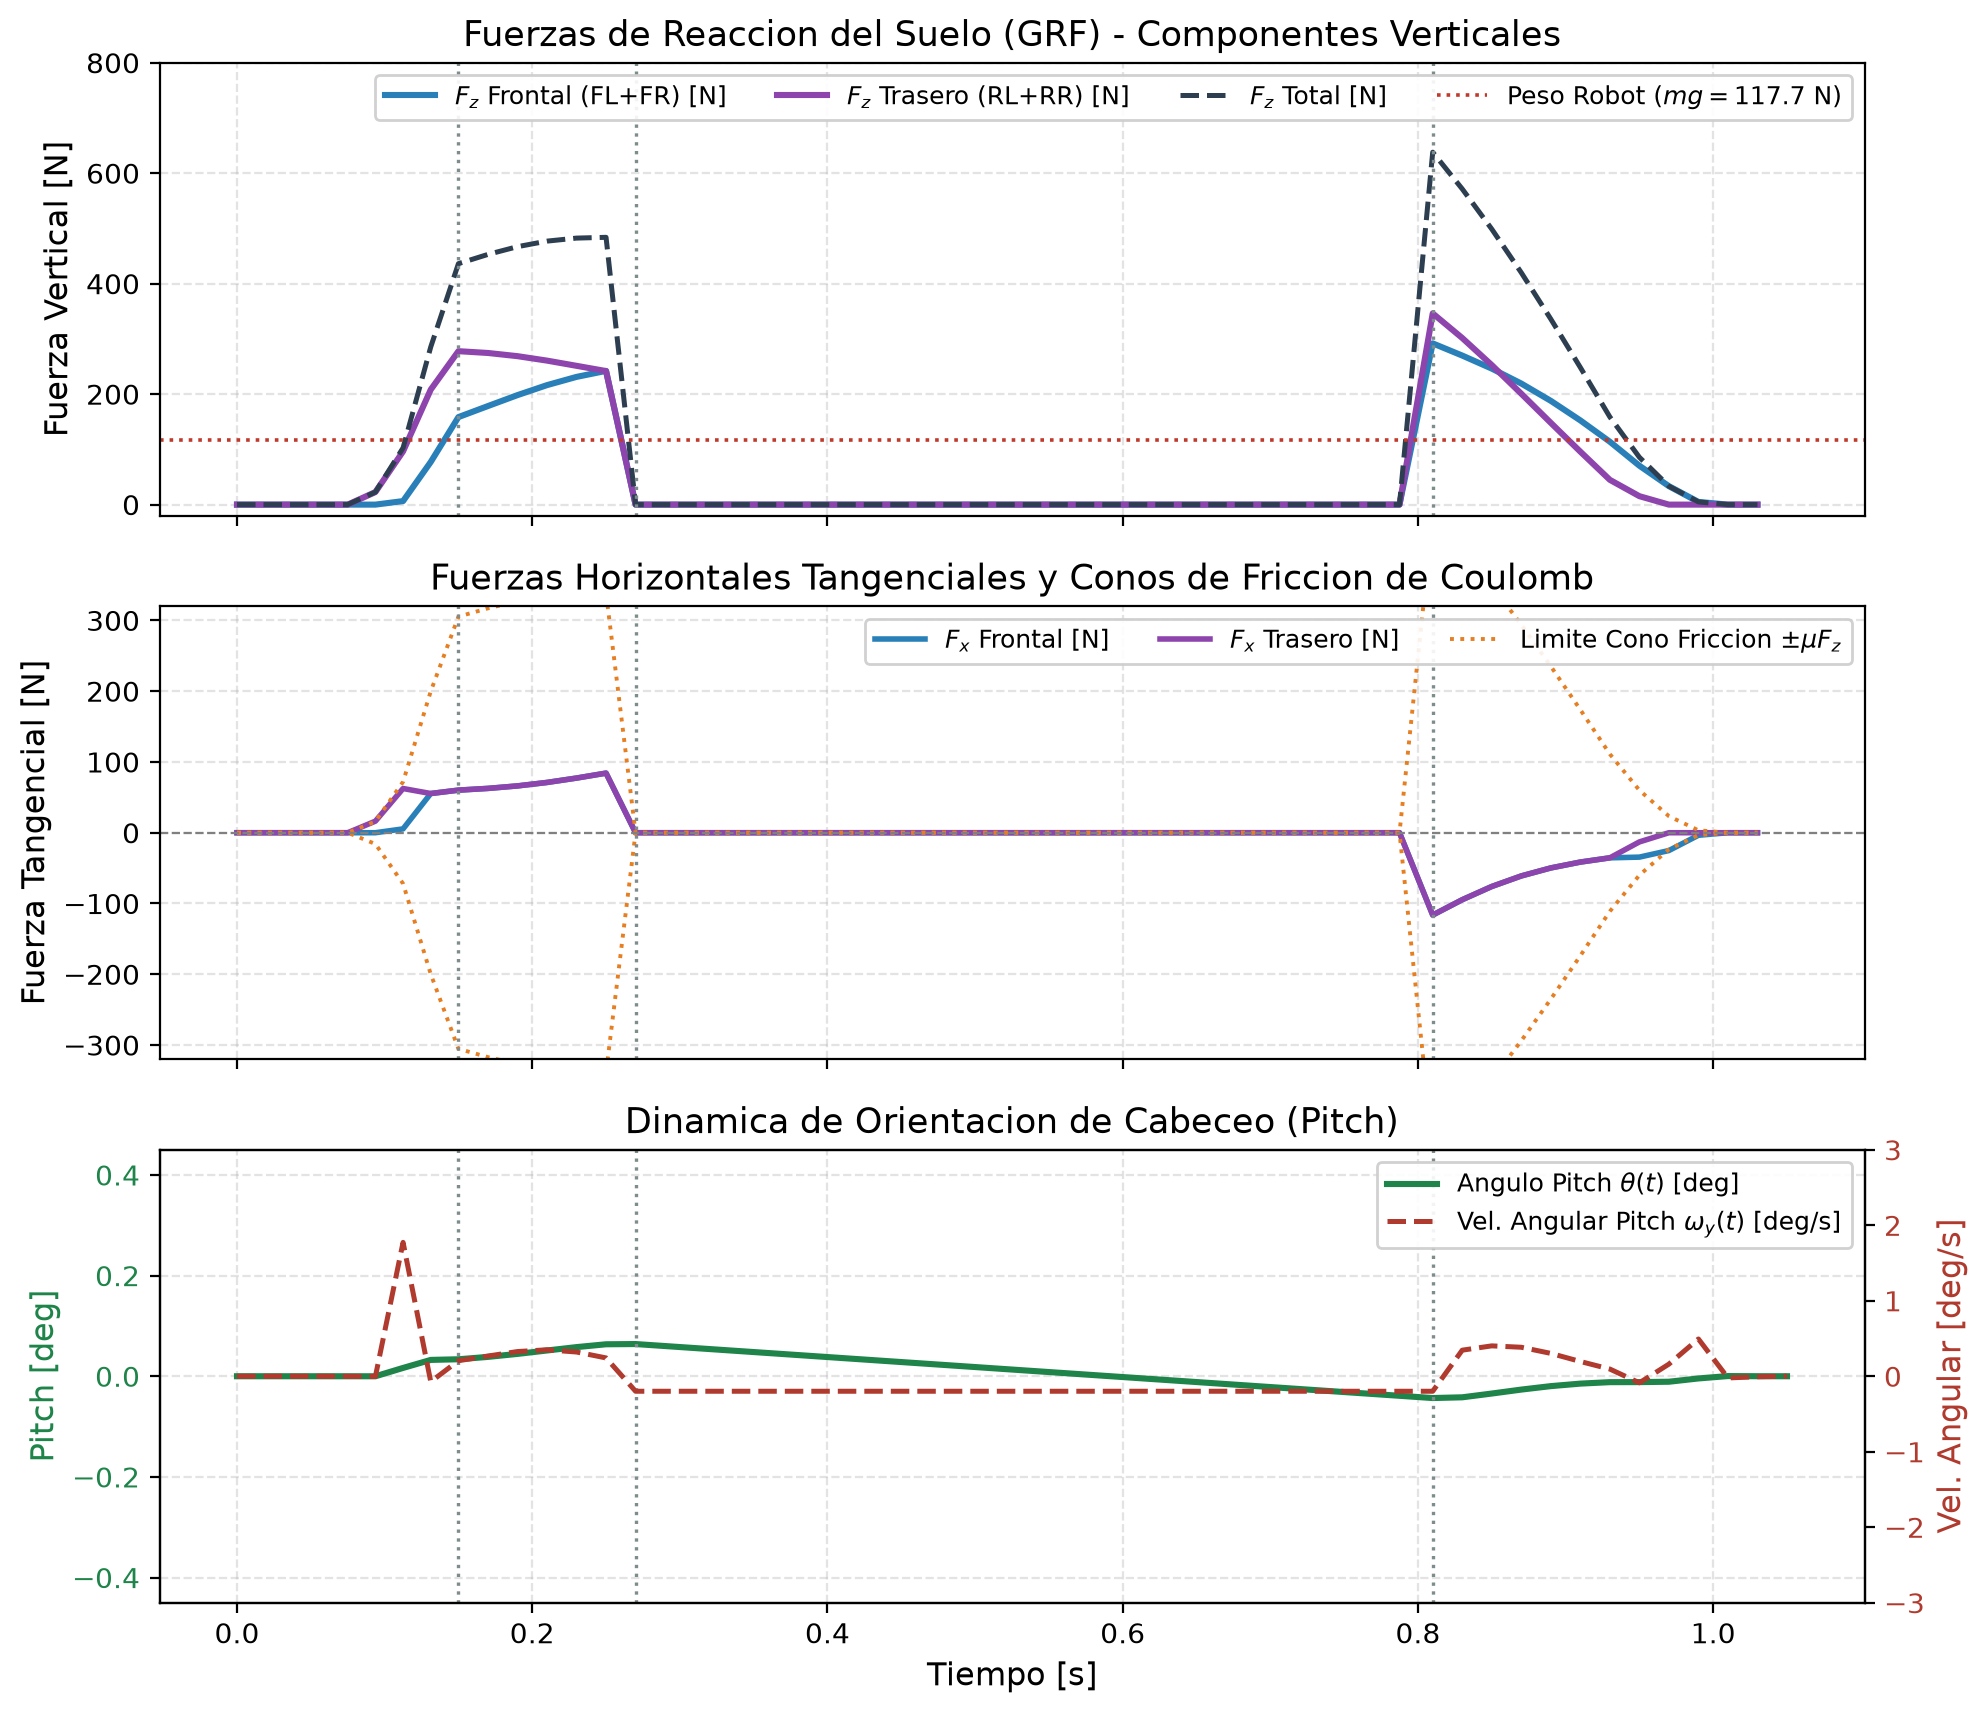 Fuerzas de Reaccion del Suelo (GRF) - Componentes Verticales
Fuerza Vertical [N]
800
600
400
200
0
F_z Frontal (FL+FR) [N]
F_z Trasero (RL+RR) [N]
F_z Total [N]
Peso Robot (mg = 117.7 N)
Fuerzas Horizontales Tangenciales y Conos de Friccion de Coulomb
Fuerza Tangencial [N]
300
200
100
0
−100
−200
−300
F_x Frontal [N]
F_x Trasero [N]
Limite Cono Friccion ±μF_z
Dinamica de Orientacion de Cabeceo (Pitch)
Pitch [deg]
0.4
0.2
0.0
−0.2
−0.4
Angulo Pitch θ(t) [deg]
Vel. Angular Pitch ω_y(t) [deg/s]
3
2
1
0
−1
−2
−3
Vel. Angular [deg/s]
0.0
0.2
0.4
0.6
0.8
1.0
Tiempo [s]